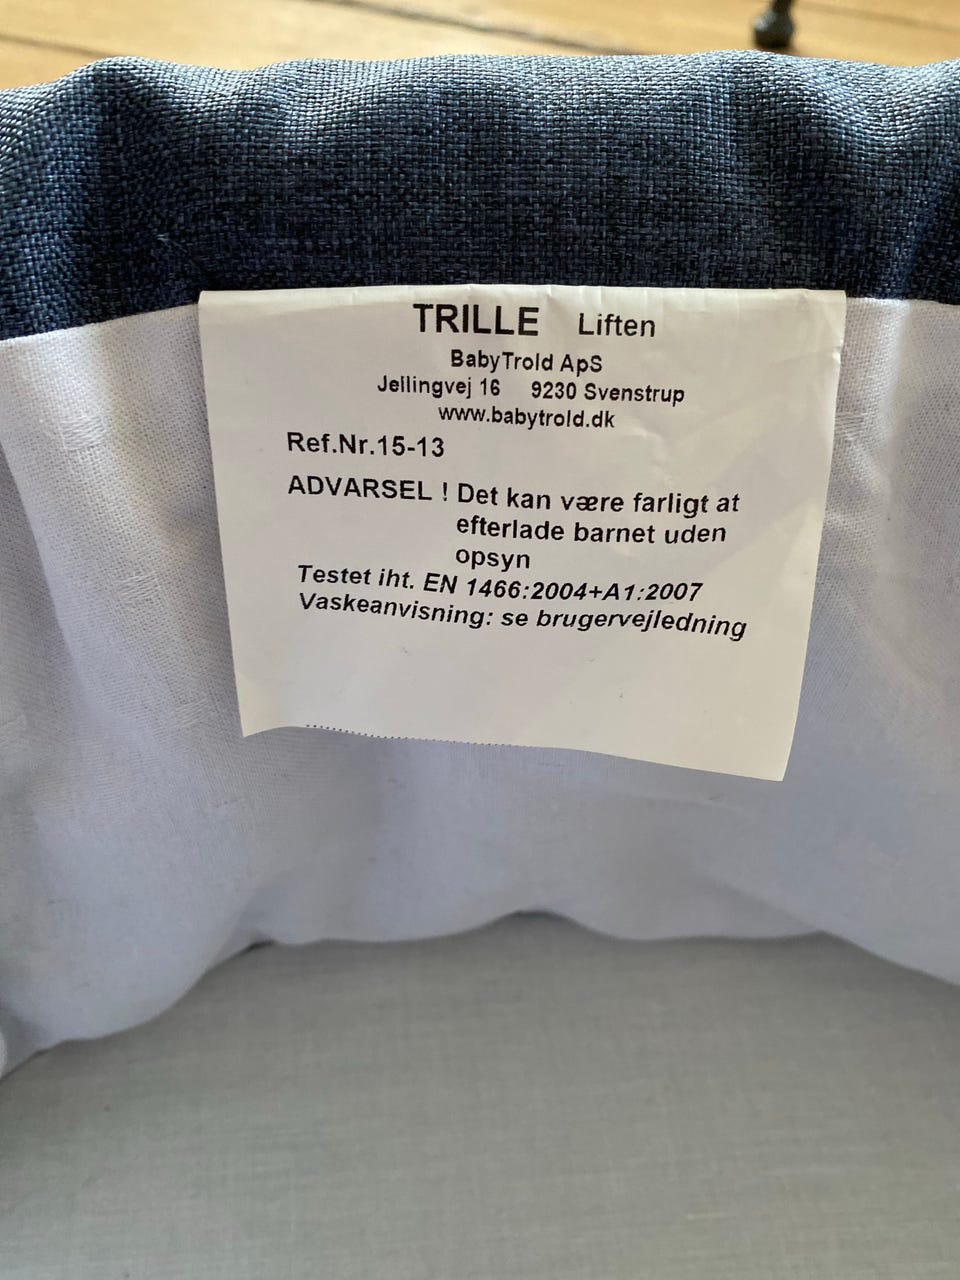 TRILLE Liften
BabyTrold ApS
Jellingvej 16 9230 Svenstrup
www.babytrold.dk
Ref.Nr.15-13
ADVARSEL ! Det kan være farligt at
efterlade barnet uden
opsyn
Testet iht. EN 1466:2004+A1:2007
Vaskeanvisning: se brugervejledning